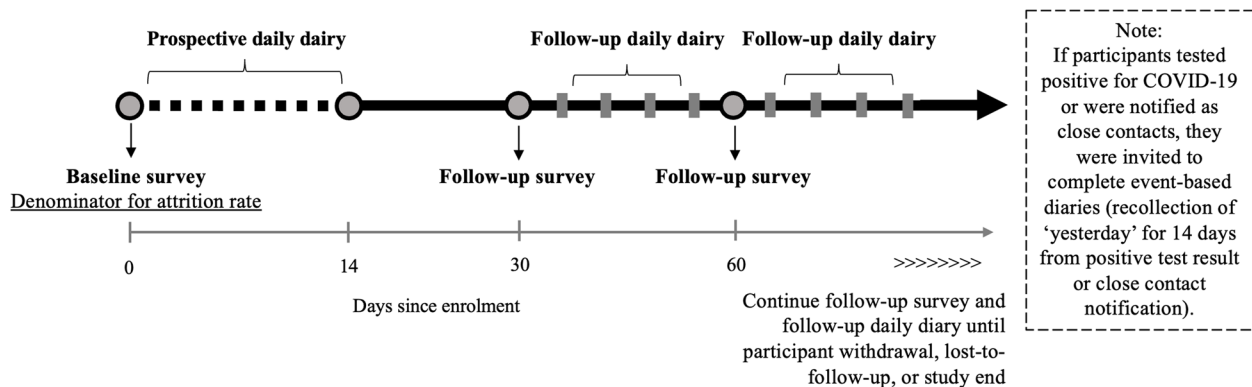 Prospective daily dairy
Follow-up daily dairy
Follow-up daily dairy
Baseline survey
Denominator for attrition rate
Follow-up survey
Follow-up survey
0
14
30
60
>>>>>>>>
Days since enrolment
Continue follow-up survey and
follow-up daily diary until
participant withdrawal, lost-to-
follow-up, or study end
Note:
If participants tested
positive for COVID-19
or were notified as
close contacts, they
were invited to
complete event-based
diaries (recollection of
‘yesterday’ for 14 days
from positive test result
or close contact
notification).